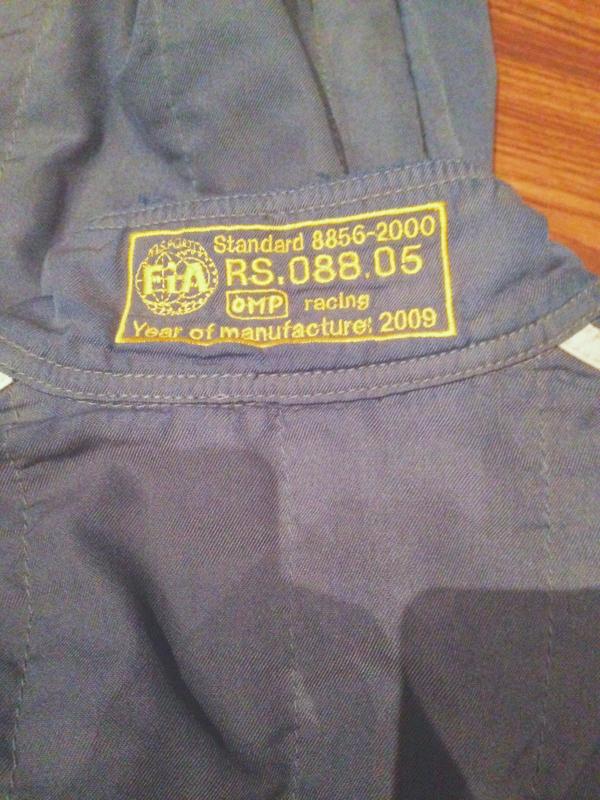 Standard 8856-2000
FiA RS.088.05
OMP racing
Year of manufacture: 2009